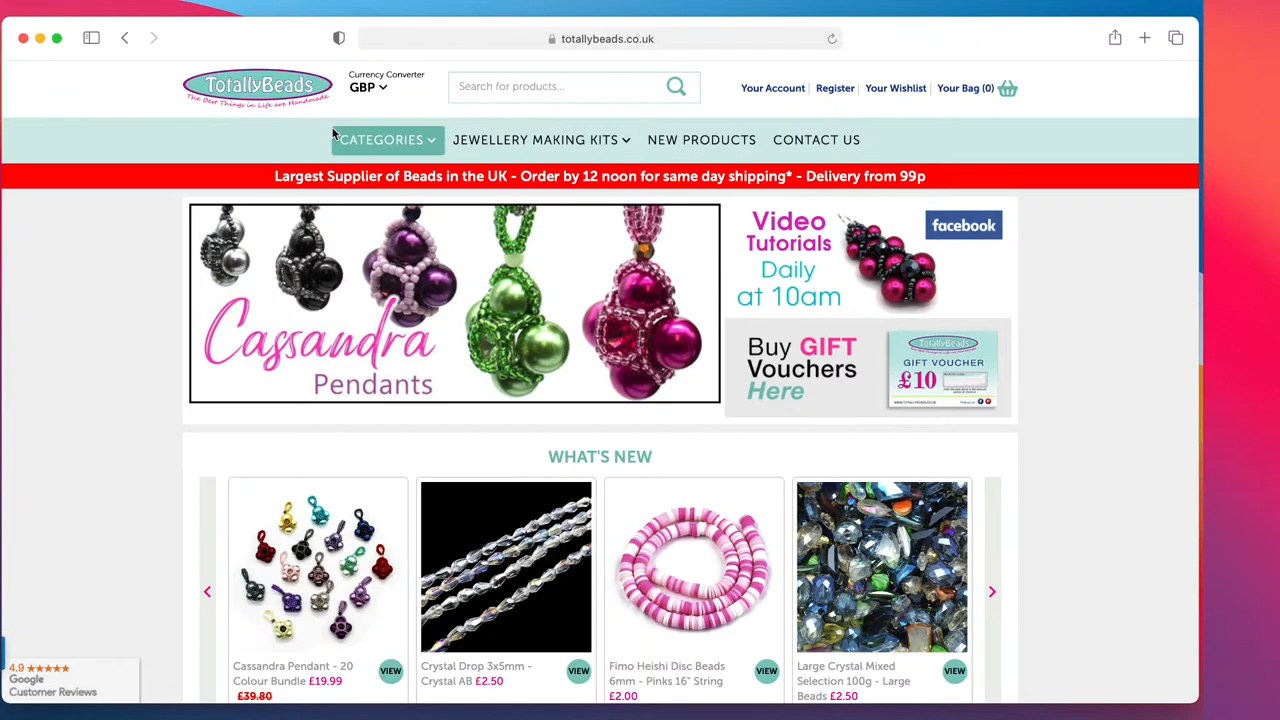 totallybeads.co.uk
TotallyBeads
The Best Things in Life are Handmade
Currency Converter
GBP
Search for products...
Your Account
Register
Your Wishlist
Your Bag (0)
CATEGORIES
JEWELLERY MAKING KITS
NEW PRODUCTS
CONTACT US
Largest Supplier of Beads in the UK - Order by 12 noon for same day shipping* - Delivery from 99p
Cassandra
Pendants
Video
Tutorials
Daily
at 10am
facebook
Buy GIFT
Vouchers
Here
TotallyBeads
GIFT VOUCHER
£10
WHAT'S NEW
Cassandra Pendant - 20
Colour Bundle £19.99
£39.80
VIEW
Crystal Drop 3x5mm -
Crystal AB £2.50
VIEW
Fimo Heishi Disc Beads
6mm - Pinks 16" String
£2.00
VIEW
Large Crystal Mixed
Selection 100g - Large
Beads £2.50
VIEW
4.9
Google
Customer Reviews